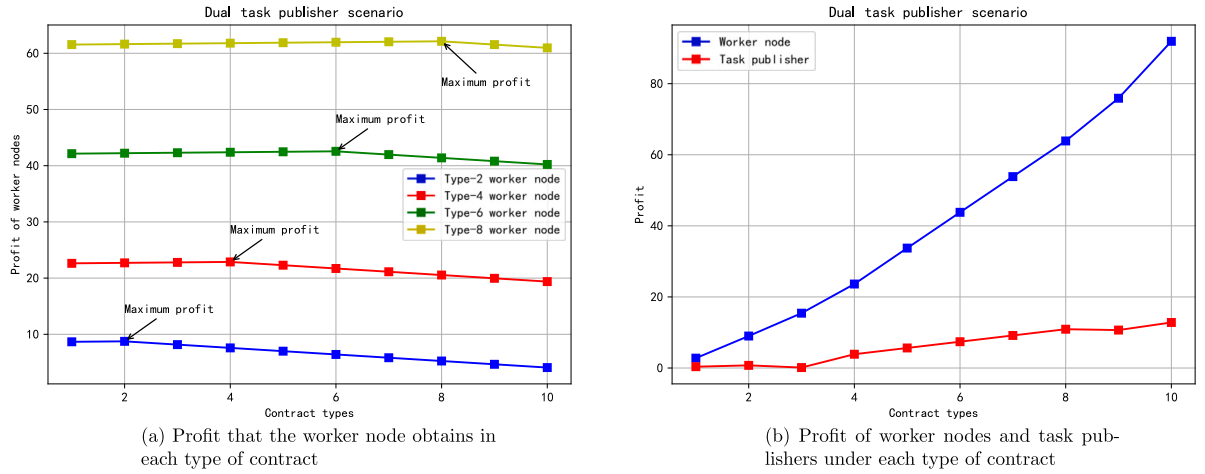 Dual task publisher scenario
60
50
40
30
20
10
Profit of worker nodes
Maximum profit
Maximum profit
Maximum profit
Maximum profit
Type-2 worker node
Type-4 worker node
Type-6 worker node
Type-8 worker node
2
4
6
8
10
Contract types
(a) Profit that the worker node obtains in
each type of contract
Dual task publisher scenario
Worker node
Task publisher
80
60
40
20
0
Profit
2
4
6
8
10
Contract types
(b) Profit of worker nodes and task pub-
lishers under each type of contract